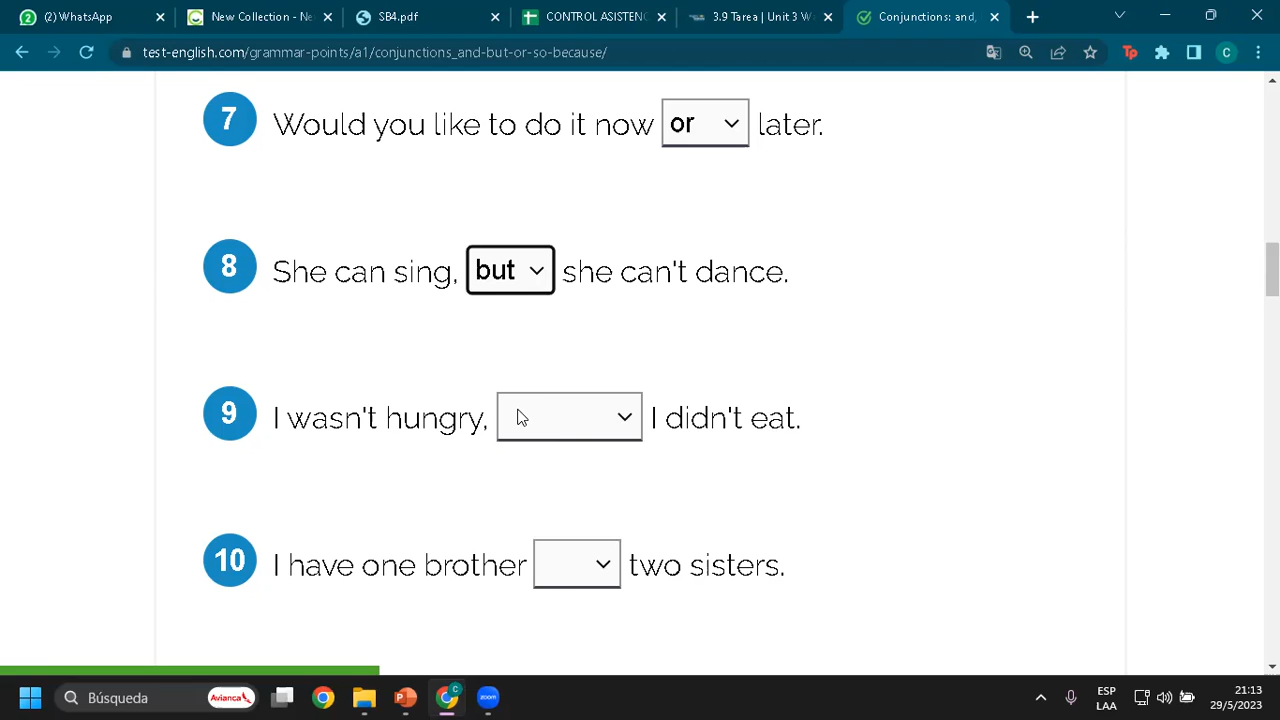 (2) WhatsApp
New Collection - Ne
SB4.pdf
CONTROL ASISTENC
3.9 Tarea | Unit 3 W
Conjunctions: and,
test-english.com/grammar-points/a1/conjunctions_and-but-or-so-because/
7 Would you like to do it now or later.
8 She can sing, but she can't dance.
9 I wasn't hungry, I didn't eat.
10 I have one brother two sisters.
Búsqueda
Avianca
zoom
ESP
LAA
21:13
29/5/2023